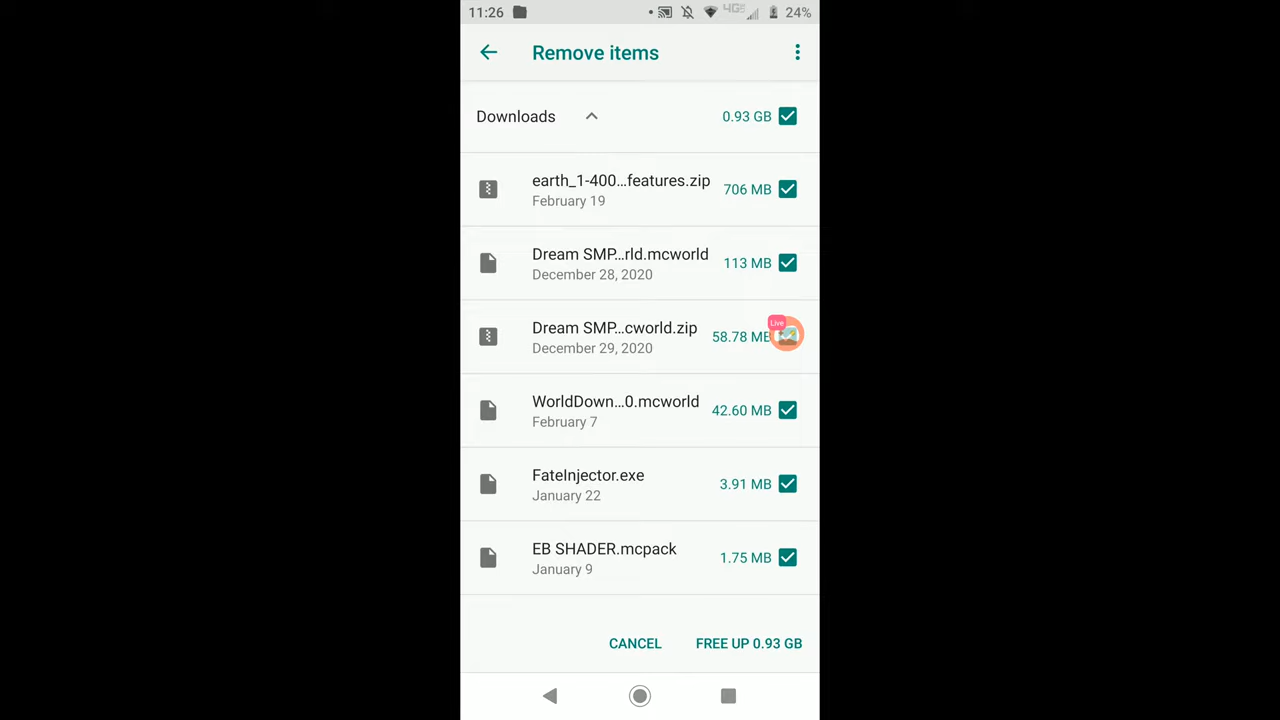 11:26 4G 24%
Remove items
Downloads 0.93 GB
earth_1-400...features.zip 706 MB
February 19
Dream SMP...rld.mcworld 113 MB
December 28, 2020
Dream SMP...cworld.zip 58.78 MB
Live
December 29, 2020
WorldDown...0.mcworld 42.60 MB
February 7
FateInjector.exe 3.91 MB
January 22
EB SHADER.mcpack 1.75 MB
January 9
CANCEL FREE UP 0.93 GB